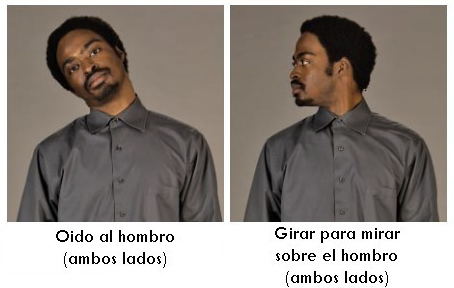 Oido al hombro
(ambos lados)
Girar para mirar
sobre el hombro
(ambos lados)